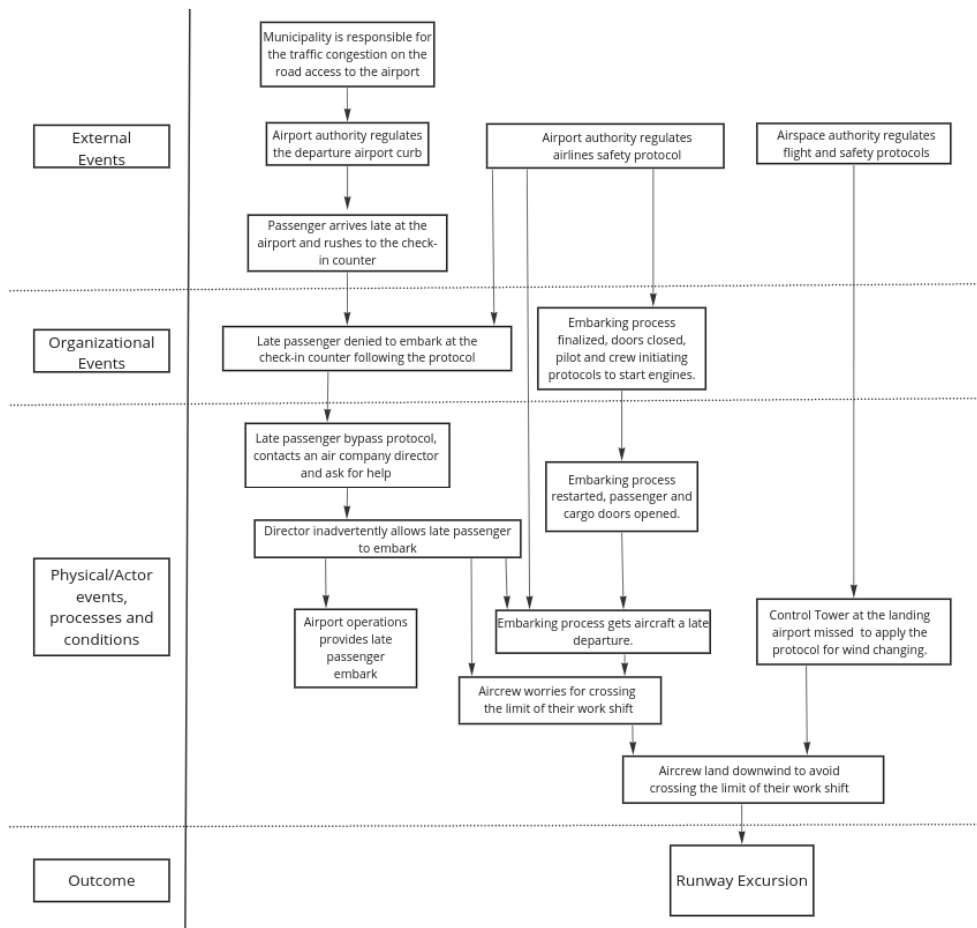 Municipality is responsible for
the traffic congestion on the
road access to the airport
External
Events
Airport authority regulates
the departure airport curb
Airport authority regulates
airlines safety protocol
Airspace authority regulates
flight and safety protocols
Passenger arrives late at the
airport and rushes to the check-
in counter
Organizational
Events
Late passenger denied to embark at the
check-in counter following the protocol
Embarking process
finalized, doors closed,
pilot and crew initiating
protocols to start engines.
Late passenger bypass protocol,
contacts an air company director
and ask for help
Embarking process
restarted, passenger and
cargo doors opened.
Director inadvertently allows late passenger
to embark
Physical/Actor
events,
processes and
conditions
Airport operations
provides late
passenger
embark
Embarking process gets aircraft a late
departure.
Control Tower at the landing
airport missed to apply the
protocol for wind changing.
Aircrew worries for crossing
the limit of their work shift
Aircrew land downwind to avoid
crossing the limit of their work shift
Outcome
Runway Excursion